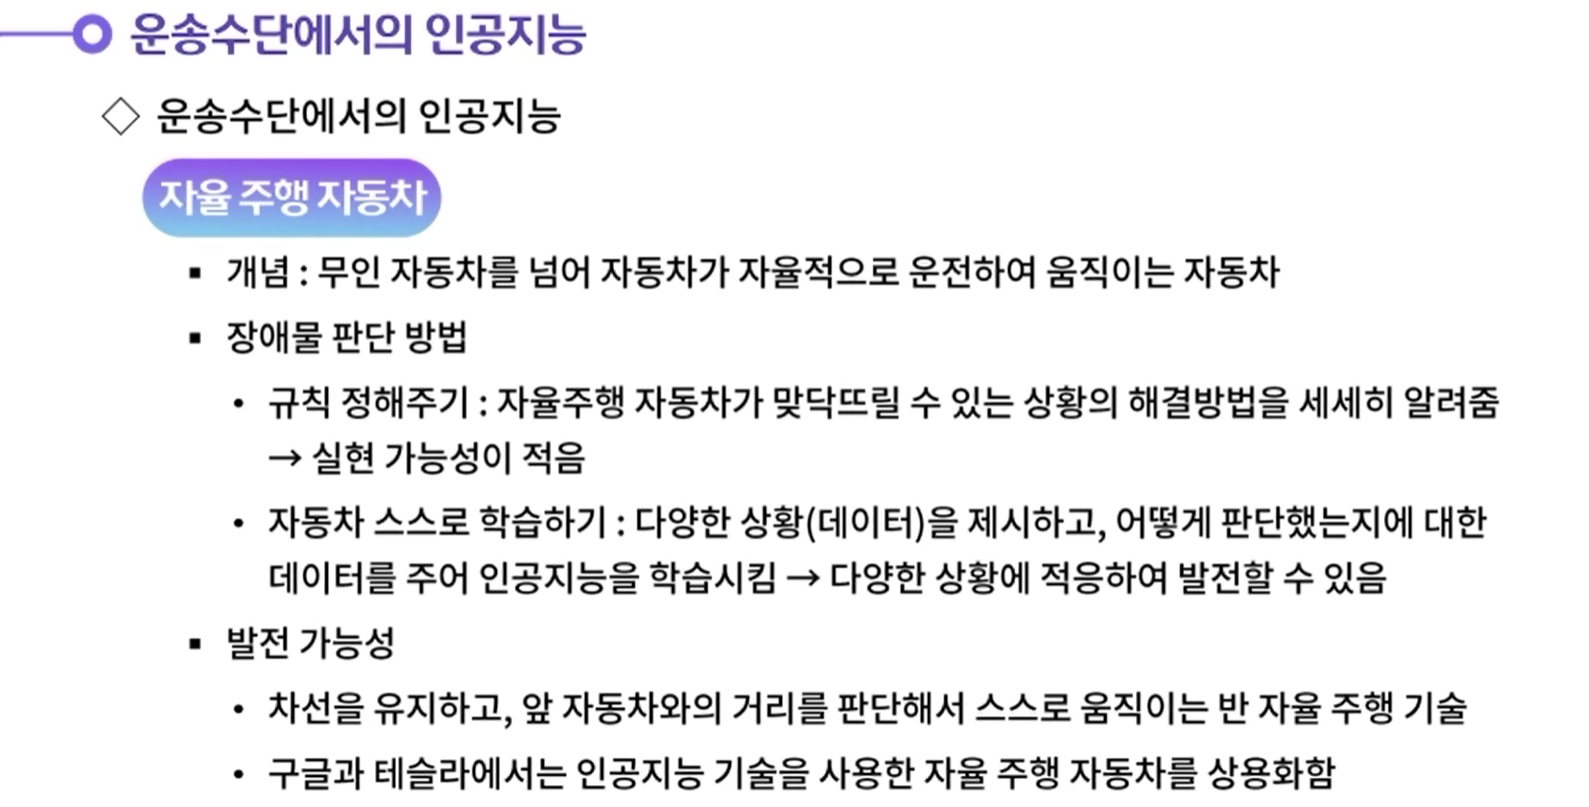 운송수단에서의 인공지능
◇ 운송수단에서의 인공지능
자율 주행 자동차
▪ 개념 : 무인 자동차를 넘어 자동차가 자율적으로 운전하여 움직이는 자동차
▪ 장애물 판단 방법
• 규칙 정해주기 : 자율주행 자동차가 맞닥뜨릴 수 있는 상황의 해결방법을 세세히 알려줌
→ 실현 가능성이 적음
• 자동차 스스로 학습하기 : 다양한 상황(데이터)을 제시하고, 어떻게 판단했는지에 대한
데이터를 주어 인공지능을 학습시킴 → 다양한 상황에 적응하여 발전할 수 있음
▪ 발전 가능성
• 차선을 유지하고, 앞 자동차와의 거리를 판단해서 스스로 움직이는 반 자율 주행 기술
• 구글과 테슬라에서는 인공지능 기술을 사용한 자율 주행 자동차를 상용화함